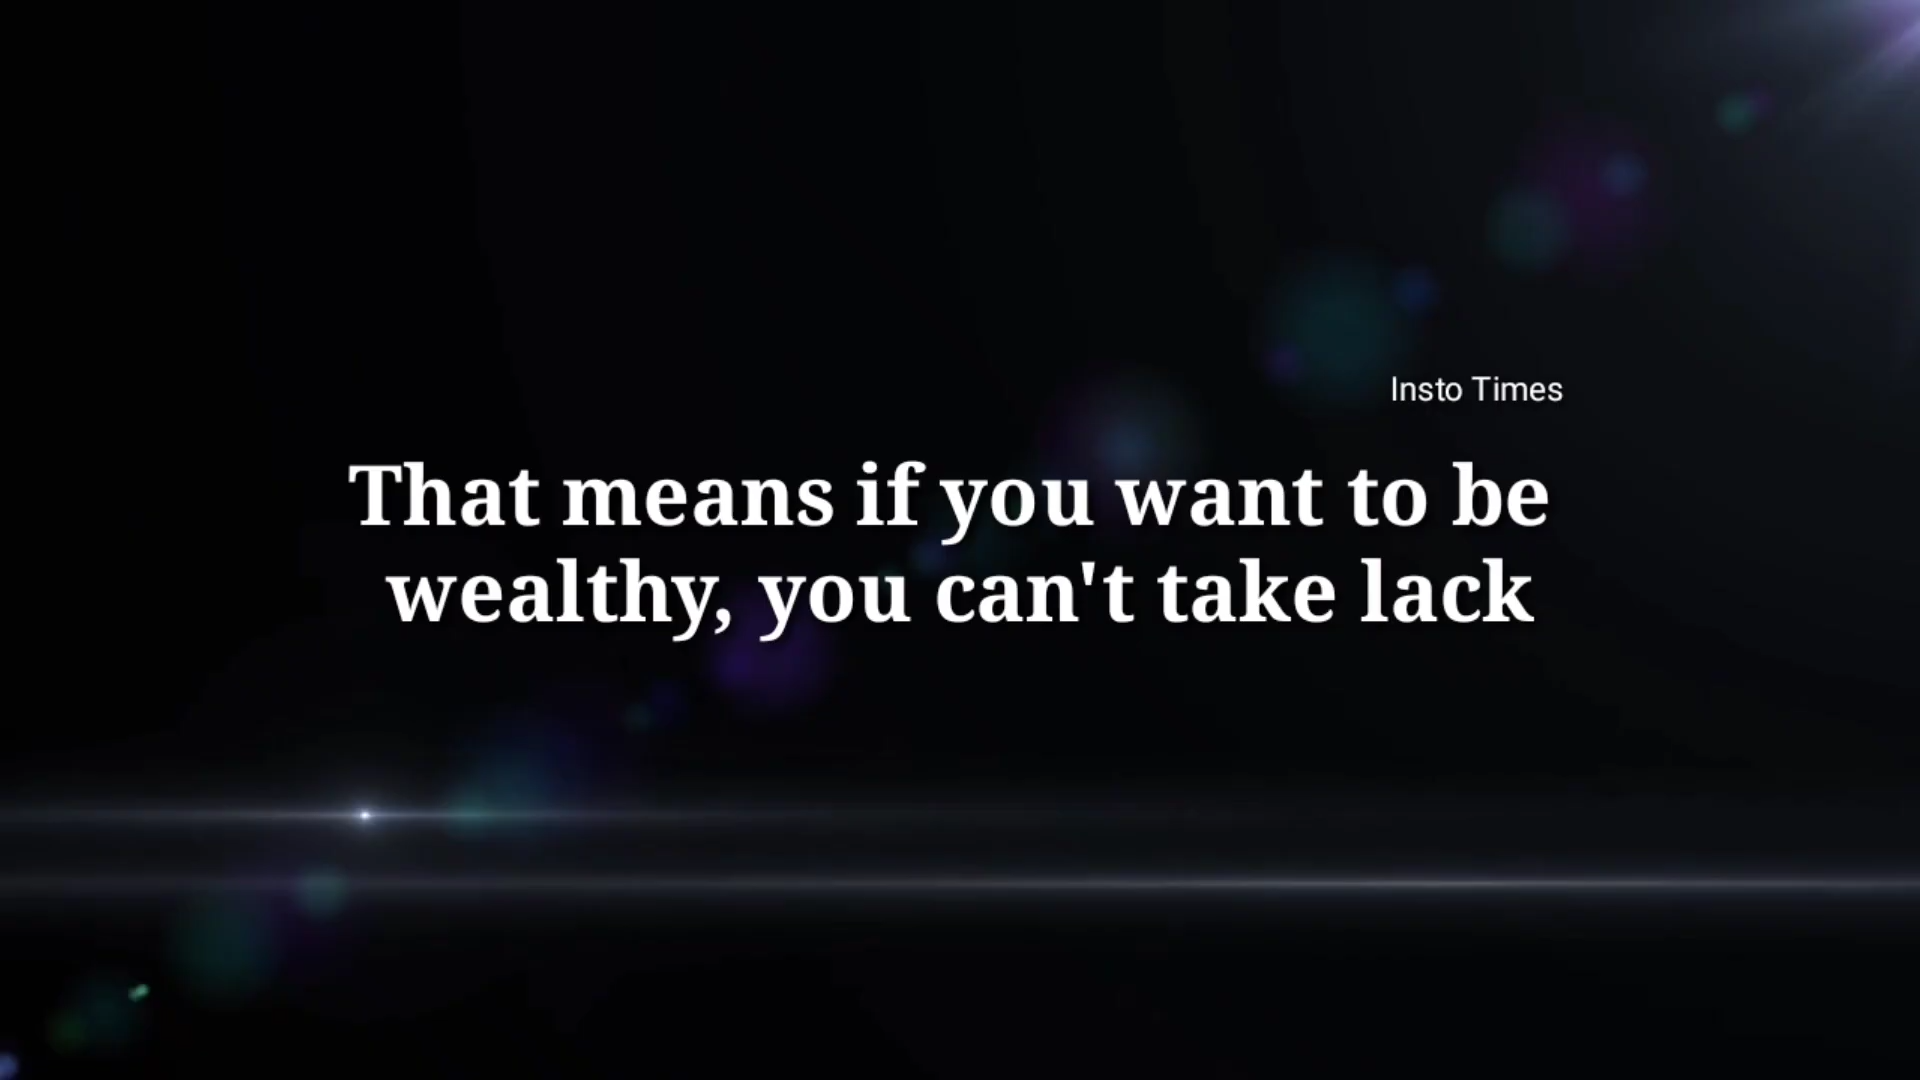 Insto Times
That means if you want to be
wealthy, you can't take lack